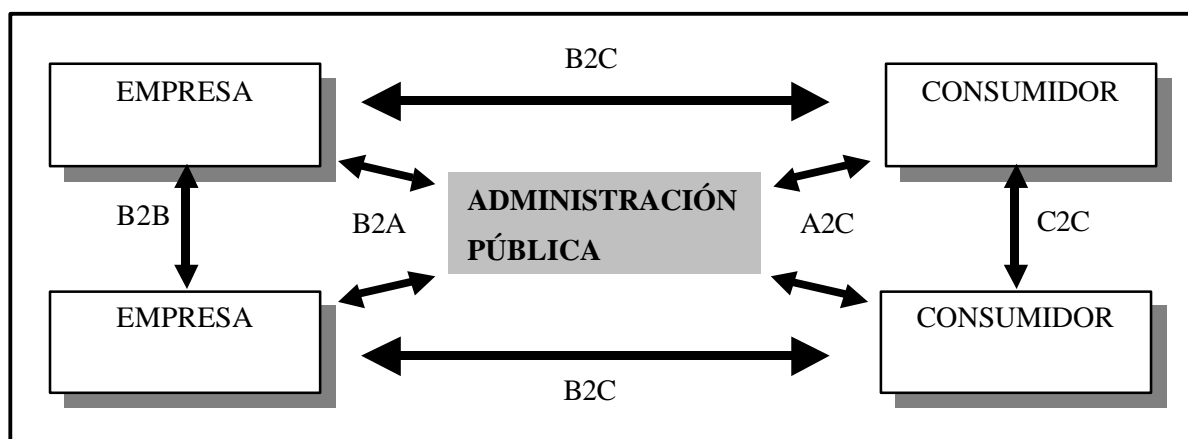 B2C
EMPRESA
CONSUMIDOR
B2B
B2A
ADMINISTRACIÓN
PÚBLICA
A2C
C2C
EMPRESA
CONSUMIDOR
B2C